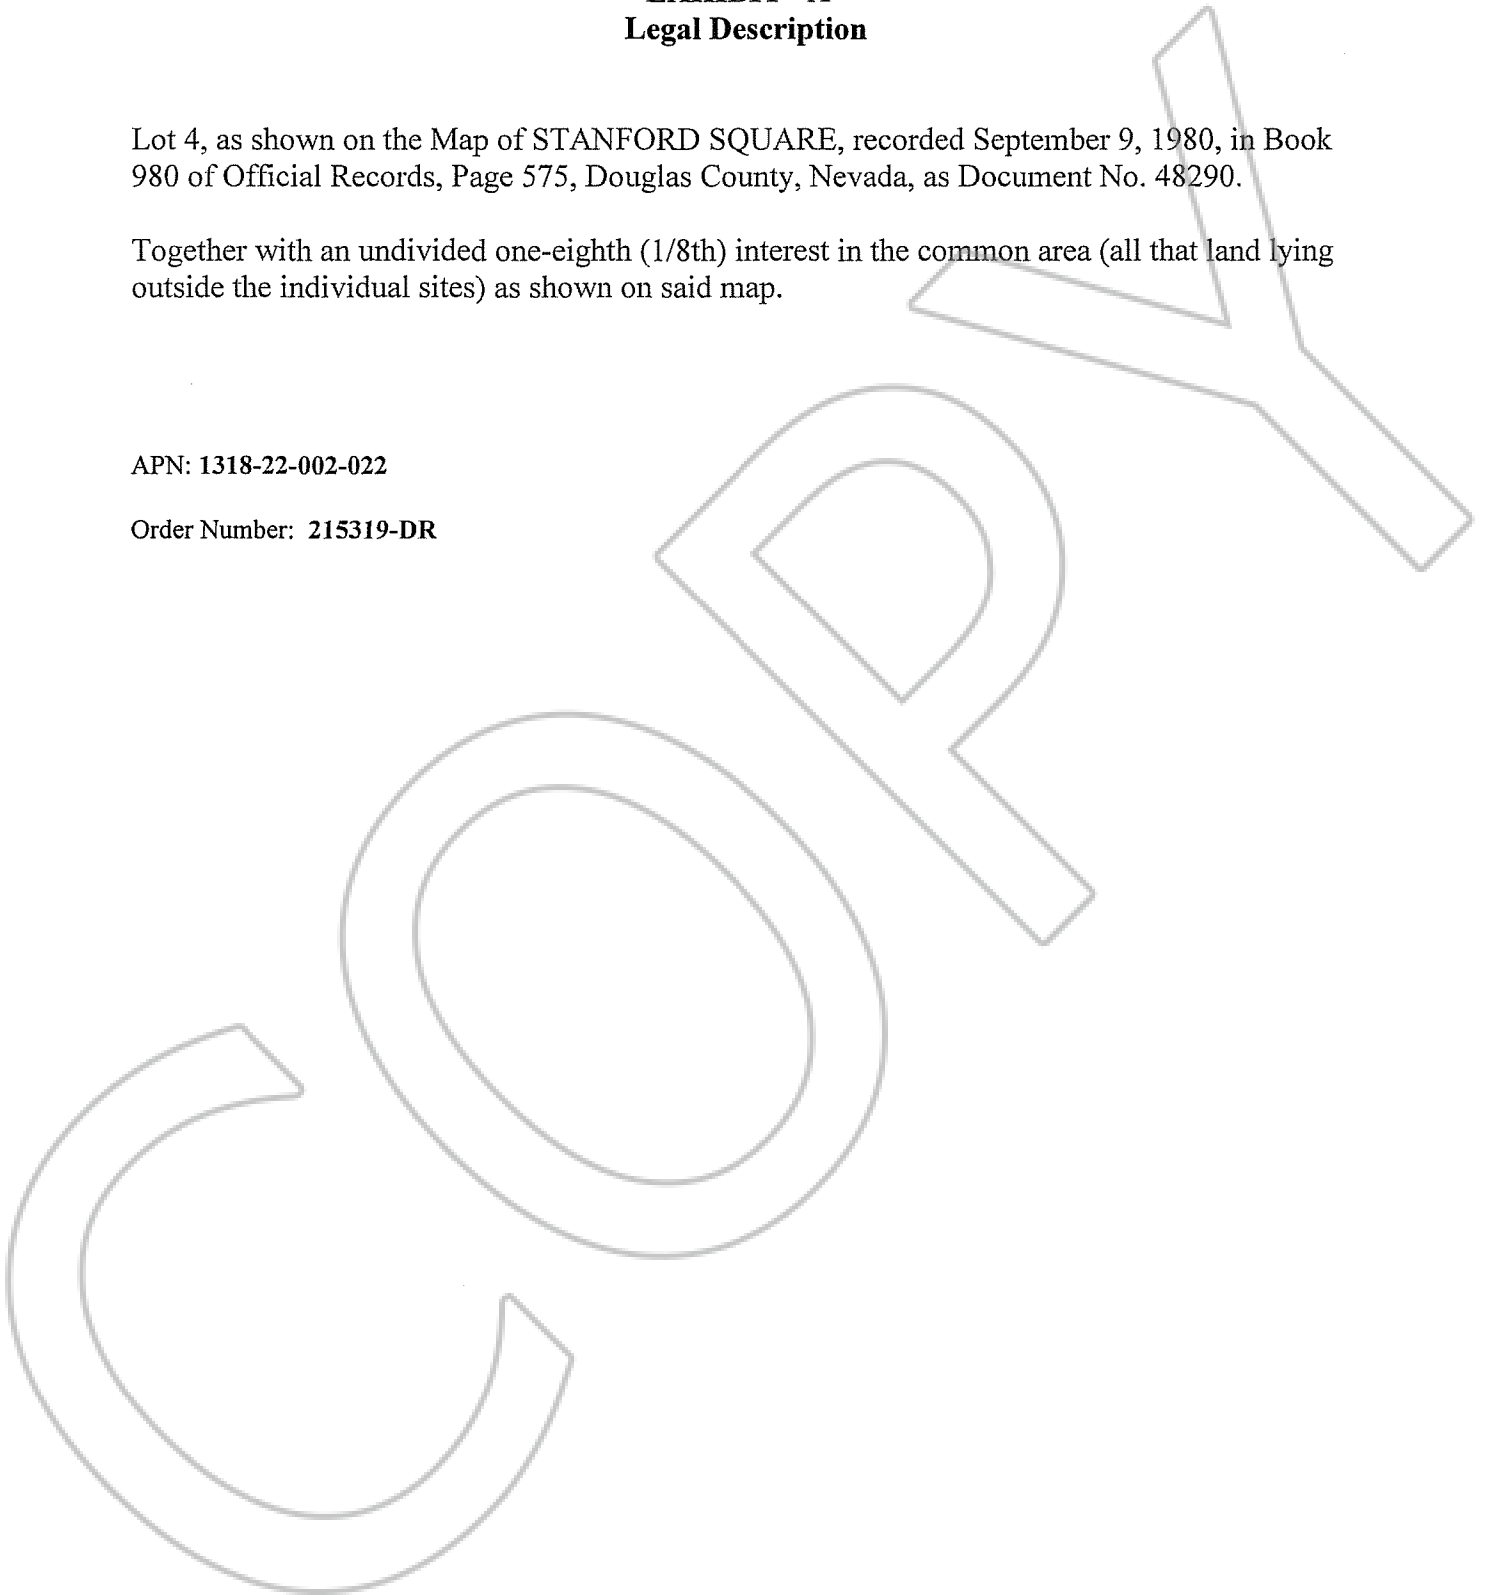 Legal Description
Lot 4, as shown on the Map of STANFORD SQUARE, recorded September 9, 1980, in Book
980 of Official Records, Page 575, Douglas County, Nevada, as Document No. 48290.
Together with an undivided one-eighth (1/8th) interest in the common area (all that land lying
outside the individual sites) as shown on said map.
APN: 1318-22-002-022
Order Number: 215319-DR
COPY